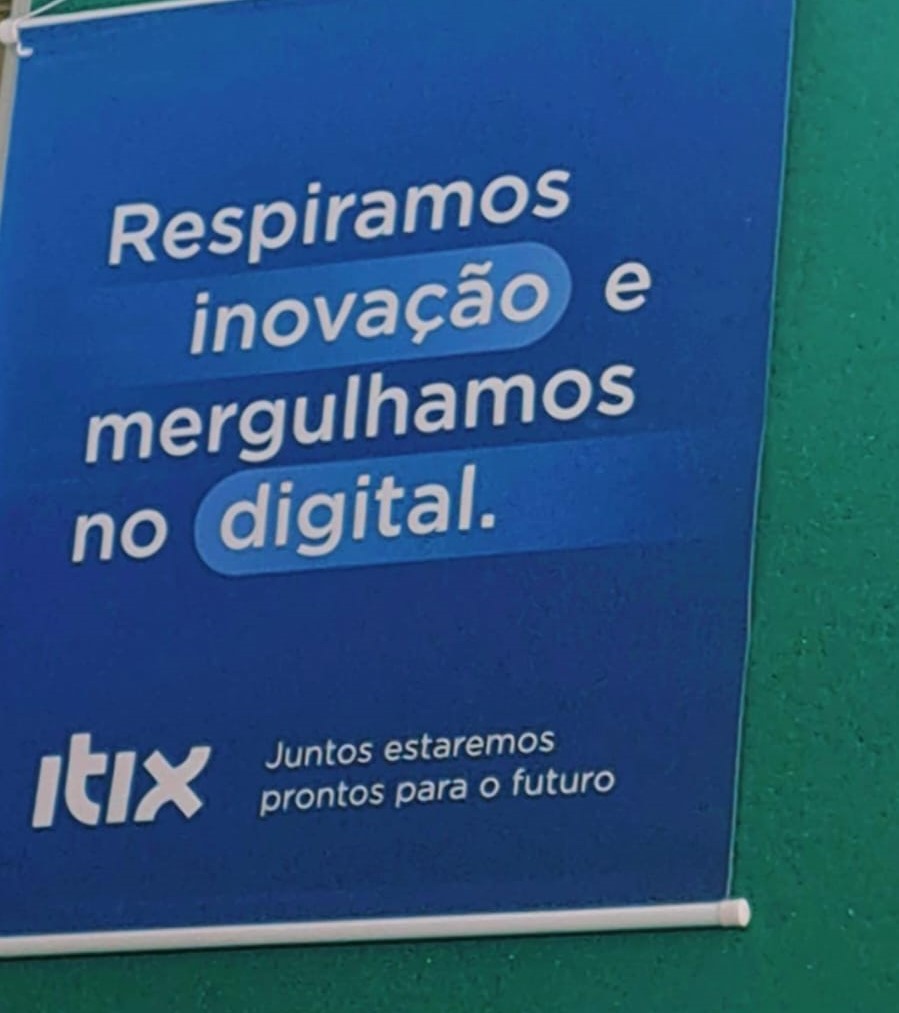 Respiramos
inovação e
mergulhamos
no digital.
itix
Juntos estaremos
prontos para o futuro